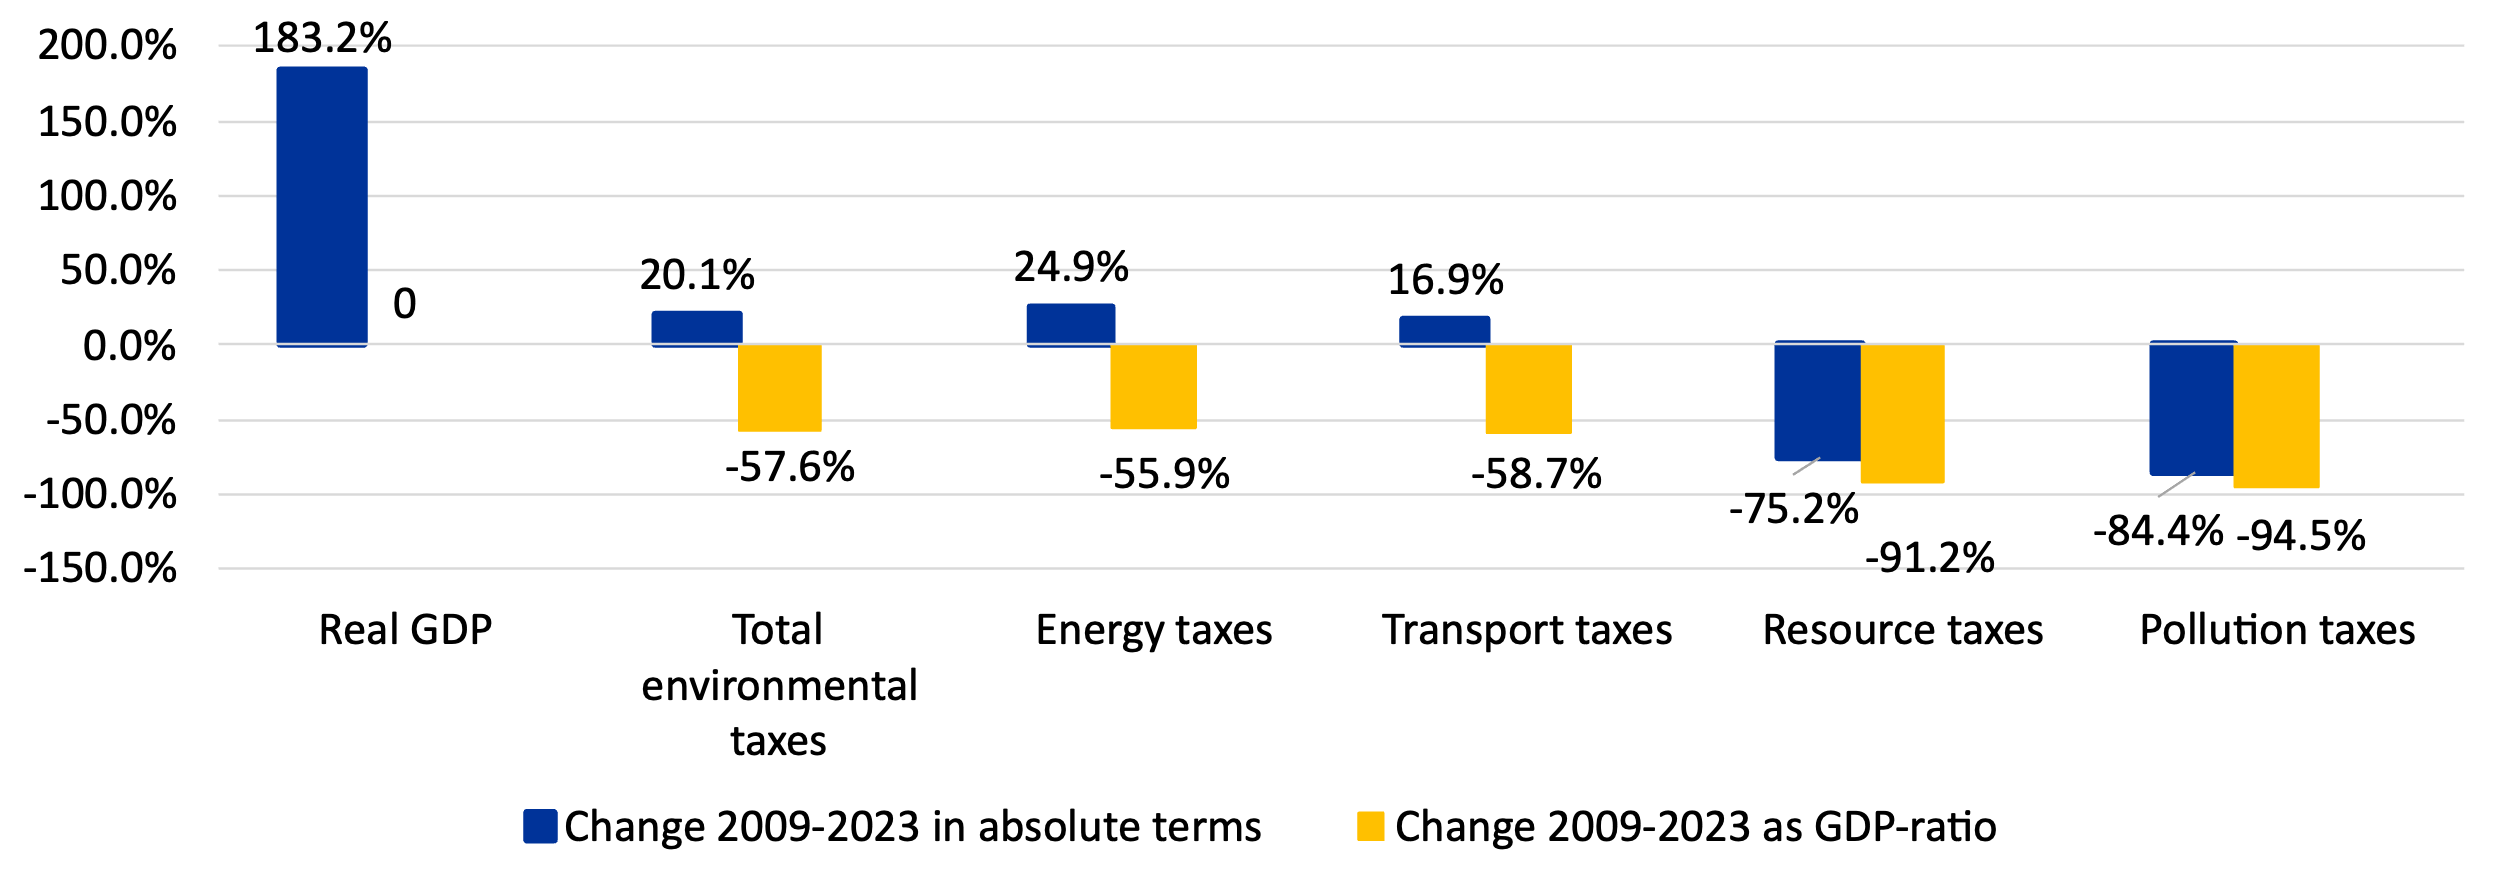 200.0%
150.0%
100.0%
50.0%
0.0%
-50.0%
-100.0%
-150.0%
183.2%
0
20.1%
-57.6%
24.9%
-55.9%
16.9%
-58.7%
-75.2%
-91.2%
-84.4%
-94.5%
Real GDP
Total
environmental
taxes
Energy taxes
Transport taxes
Resource taxes
Pollution taxes
Change 2009-2023 in absolute terms
Change 2009-2023 as GDP-ratio